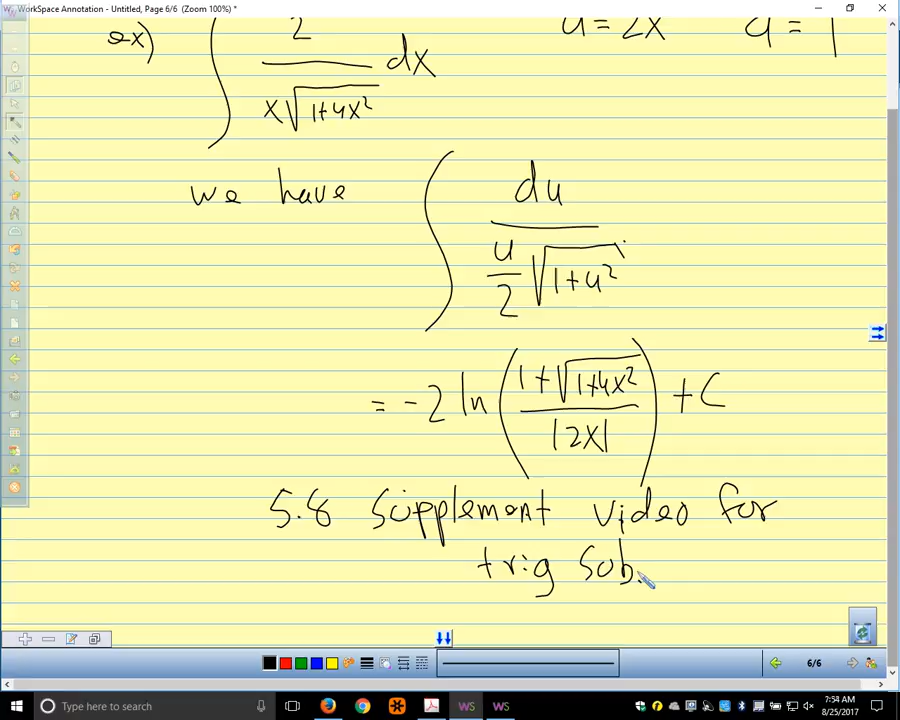 WorkSpace Annotation - Untitled, Page 6/6 (Zoom 100%) *
ex) ∫ 2 / (x√(1+4x²)) dx u = 2x a = 1
we have ∫ du / ((u/2)√(1+u²))
= -2 ln ( (1+√(1+4x²)) / |2x| ) + C
5.8 Supplement video for
trig sub.
6/6
Type here to search
WS WS
7:54 AM
8/25/2017